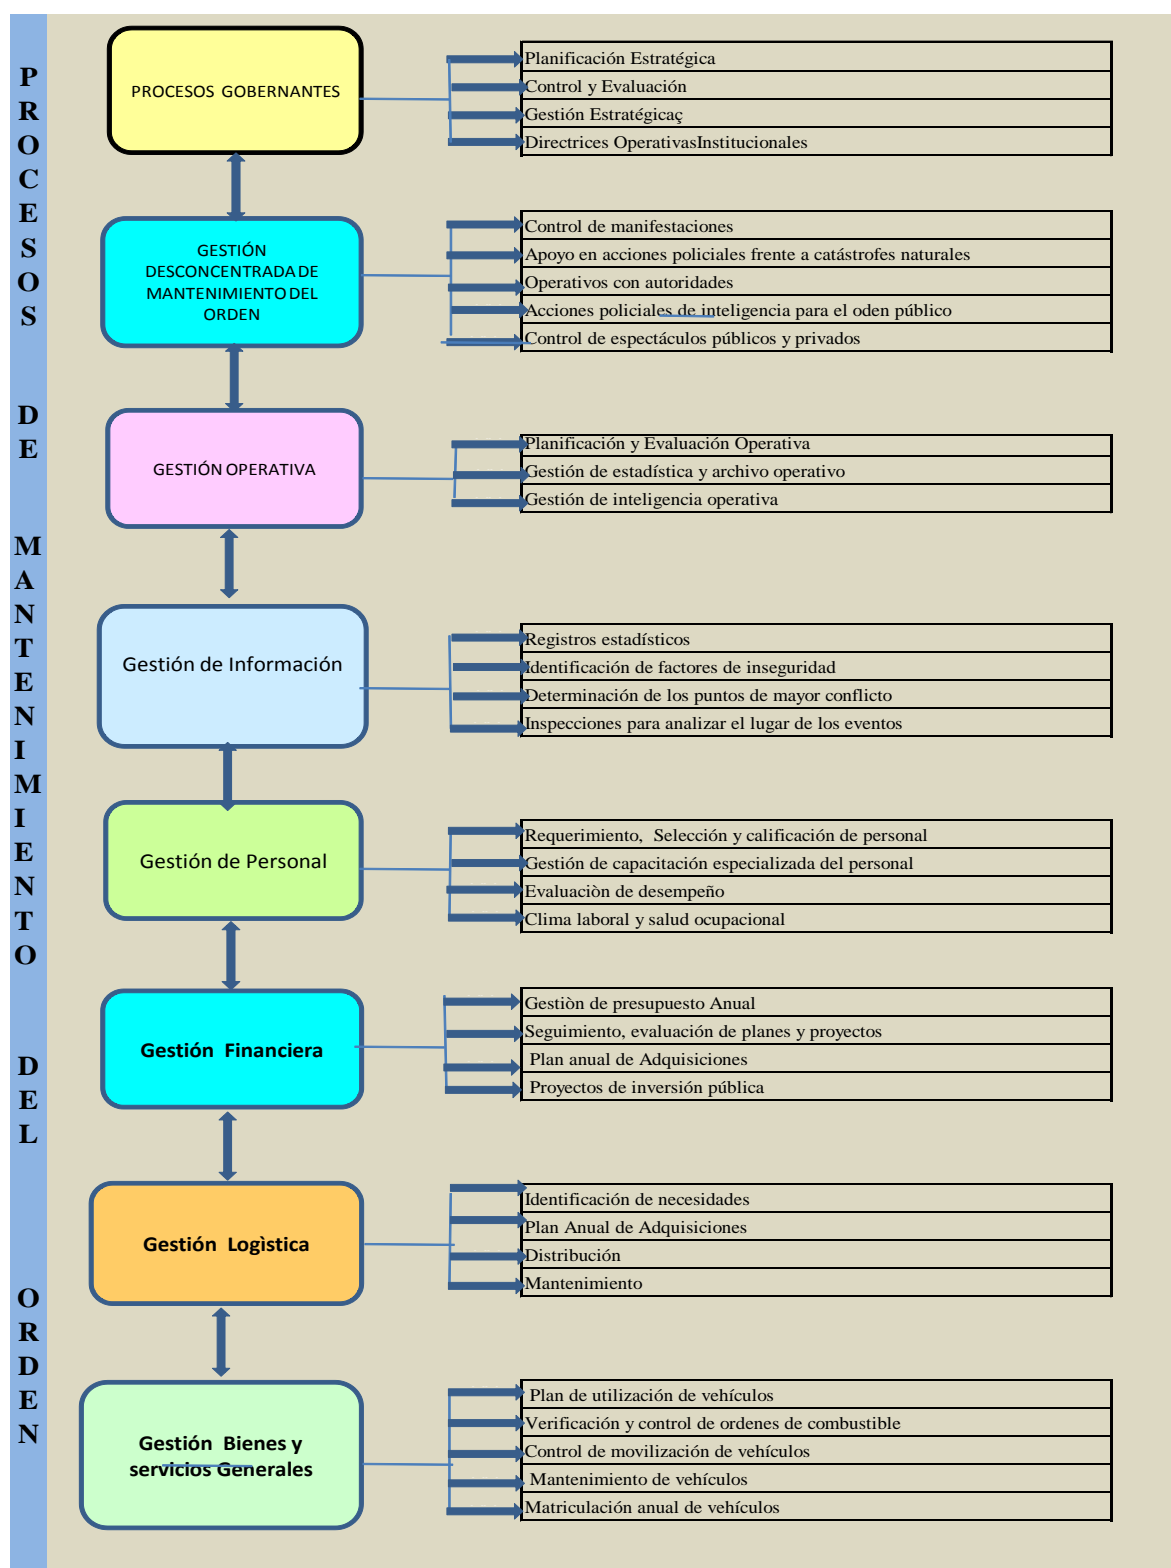 PROCESOS DE MANTENIMIENTO DEL ORDEN
PROCESOS GOBERNANTES
Planificación Estratégica
Control y Evaluación
Gestión Estratégicaç
Directrices OperativasInstitucionales
GESTIÓN
DESCONCENTRADA DE
MANTENIMIENTO DEL
ORDEN
Control de manifestaciones
Apoyo en acciones policiales frente a catástrofes naturales
Operativos con autoridades
Acciones policiales de inteligencia para el oden público
Control de espectáculos públicos y privados
GESTIÓN OPERATIVA
Planificación y Evaluación Operativa
Gestión de estadística y archivo operativo
Gestión de inteligencia operativa
Gestión de Información
Registros estadísticos
Identificación de factores de inseguridad
Determinación de los puntos de mayor conflicto
Inspecciones para analizar el lugar de los eventos
Gestión de Personal
Requerimiento, Selección y calificación de personal
Gestión de capacitación especializada del personal
Evaluaciòn de desempeño
Clima laboral y salud ocupacional
Gestión Financiera
Gestiòn de presupuesto Anual
Seguimiento, evaluación de planes y proyectos
Plan anual de Adquisiciones
Proyectos de inversión pública
Gestión Logìstica
Identificación de necesidades
Plan Anual de Adquisiciones
Distribución
Mantenimiento
Gestión Bienes y
servicios Generales
Plan de utilización de vehículos
Verificación y control de ordenes de combustible
Control de movilización de vehículos
Mantenimiento de vehículos
Matriculación anual de vehículos